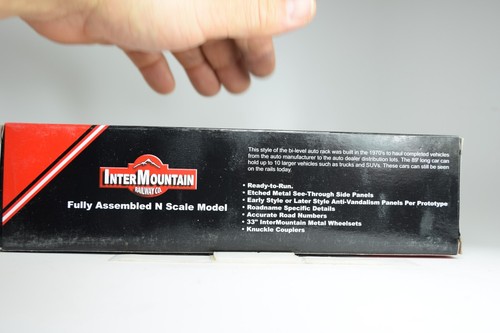 INTERMOUNTAIN
RAILWAY CO.
Fully Assembled N Scale Model
This style of the bi-level auto rack was built in the 1970's to haul completed vehicles
from the auto manufacturer to the auto dealer distribution lots. The 89' long car can
hold up to 10 larger vehicles such as trucks and SUVs. These cars can still be seen
on the rails today.
• Ready-to-Run.
• Etched Metal See-Through Side Panels
• Early Style or Later Style Anti-Vandalism Panels Per Prototype
• Roadname Specific Details
• Accurate Road Numbers
• 33" InterMountain Metal Wheelsets
• Knuckle Couplers